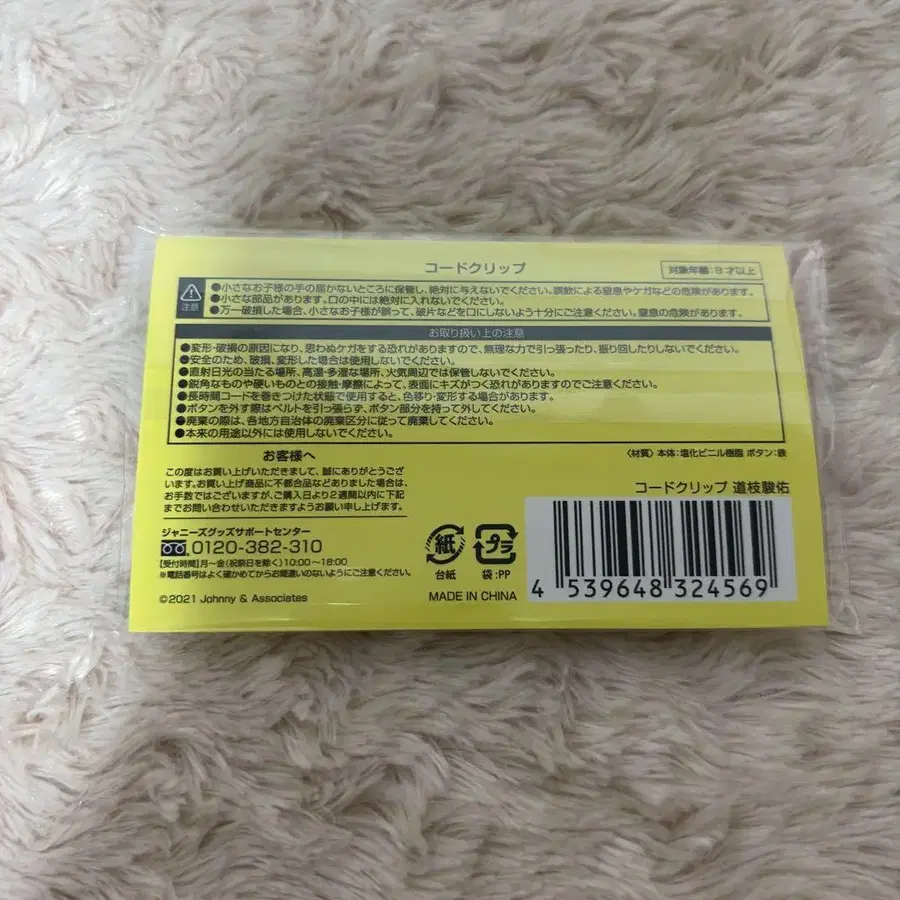 コードクリップ
対象年齢:8才以上
注意
●小さなお子様の手の届かないところに保管し、絶対に与えないでください。誤飲による窒息やケガなどの危険があります。
●小さな部品があります。口の中には絶対に入れないでください。
●万一破損した場合、小さなお子様が誤って、破片などを口にしないよう十分にご注意ください。窒息の危険があります。
お取り扱い上の注意
●変形・破損の原因になり、思わぬケガをする恐れがありますので、無理な力で引っ張ったり、振り回したりしないでください。
●安全のため、破損、変形した場合は使用しないでください。
●直射日光の当たる場所、高温・多湿な場所、火気周辺では保管しないでください。
●鋭角なものや硬いものとの接触・摩擦によって、表面にキズがつく恐れがありますのでご注意ください。
●長時間コードを巻きつけた状態で使用すると、色移り・変形する場合があります。
●ボタンを外す際はベルトを引っ張らず、ボタン部分を持って外してください。
●廃棄の際は、各地方自治体の廃棄区分に従って廃棄してください。
●本来の用途以外には使用しないでください。
〈材質〉本体:塩化ビニル樹脂 ボタン:鉄
お客様へ
この度はお買い上げいただきまして、誠にありがとうござい
います。お買い上げ商品に不都合品などありました場合は、
お手数ではございますが、ご購入日より2週間以内に下記
までお問い合わせいただきますようお願い申し上げます。
ジャニーズグッズサポートセンター
0120-382-310
【受付時間】月〜金(祝祭日を除く)10:00〜18:00
※電話番号はよく確かめてからお間違いのないようにご注意ください。
©2021 Johnny & Associates
紙
台紙
プラ
袋:PP
MADE IN CHINA
コードクリップ 道枝駿佑
4 539648 324569